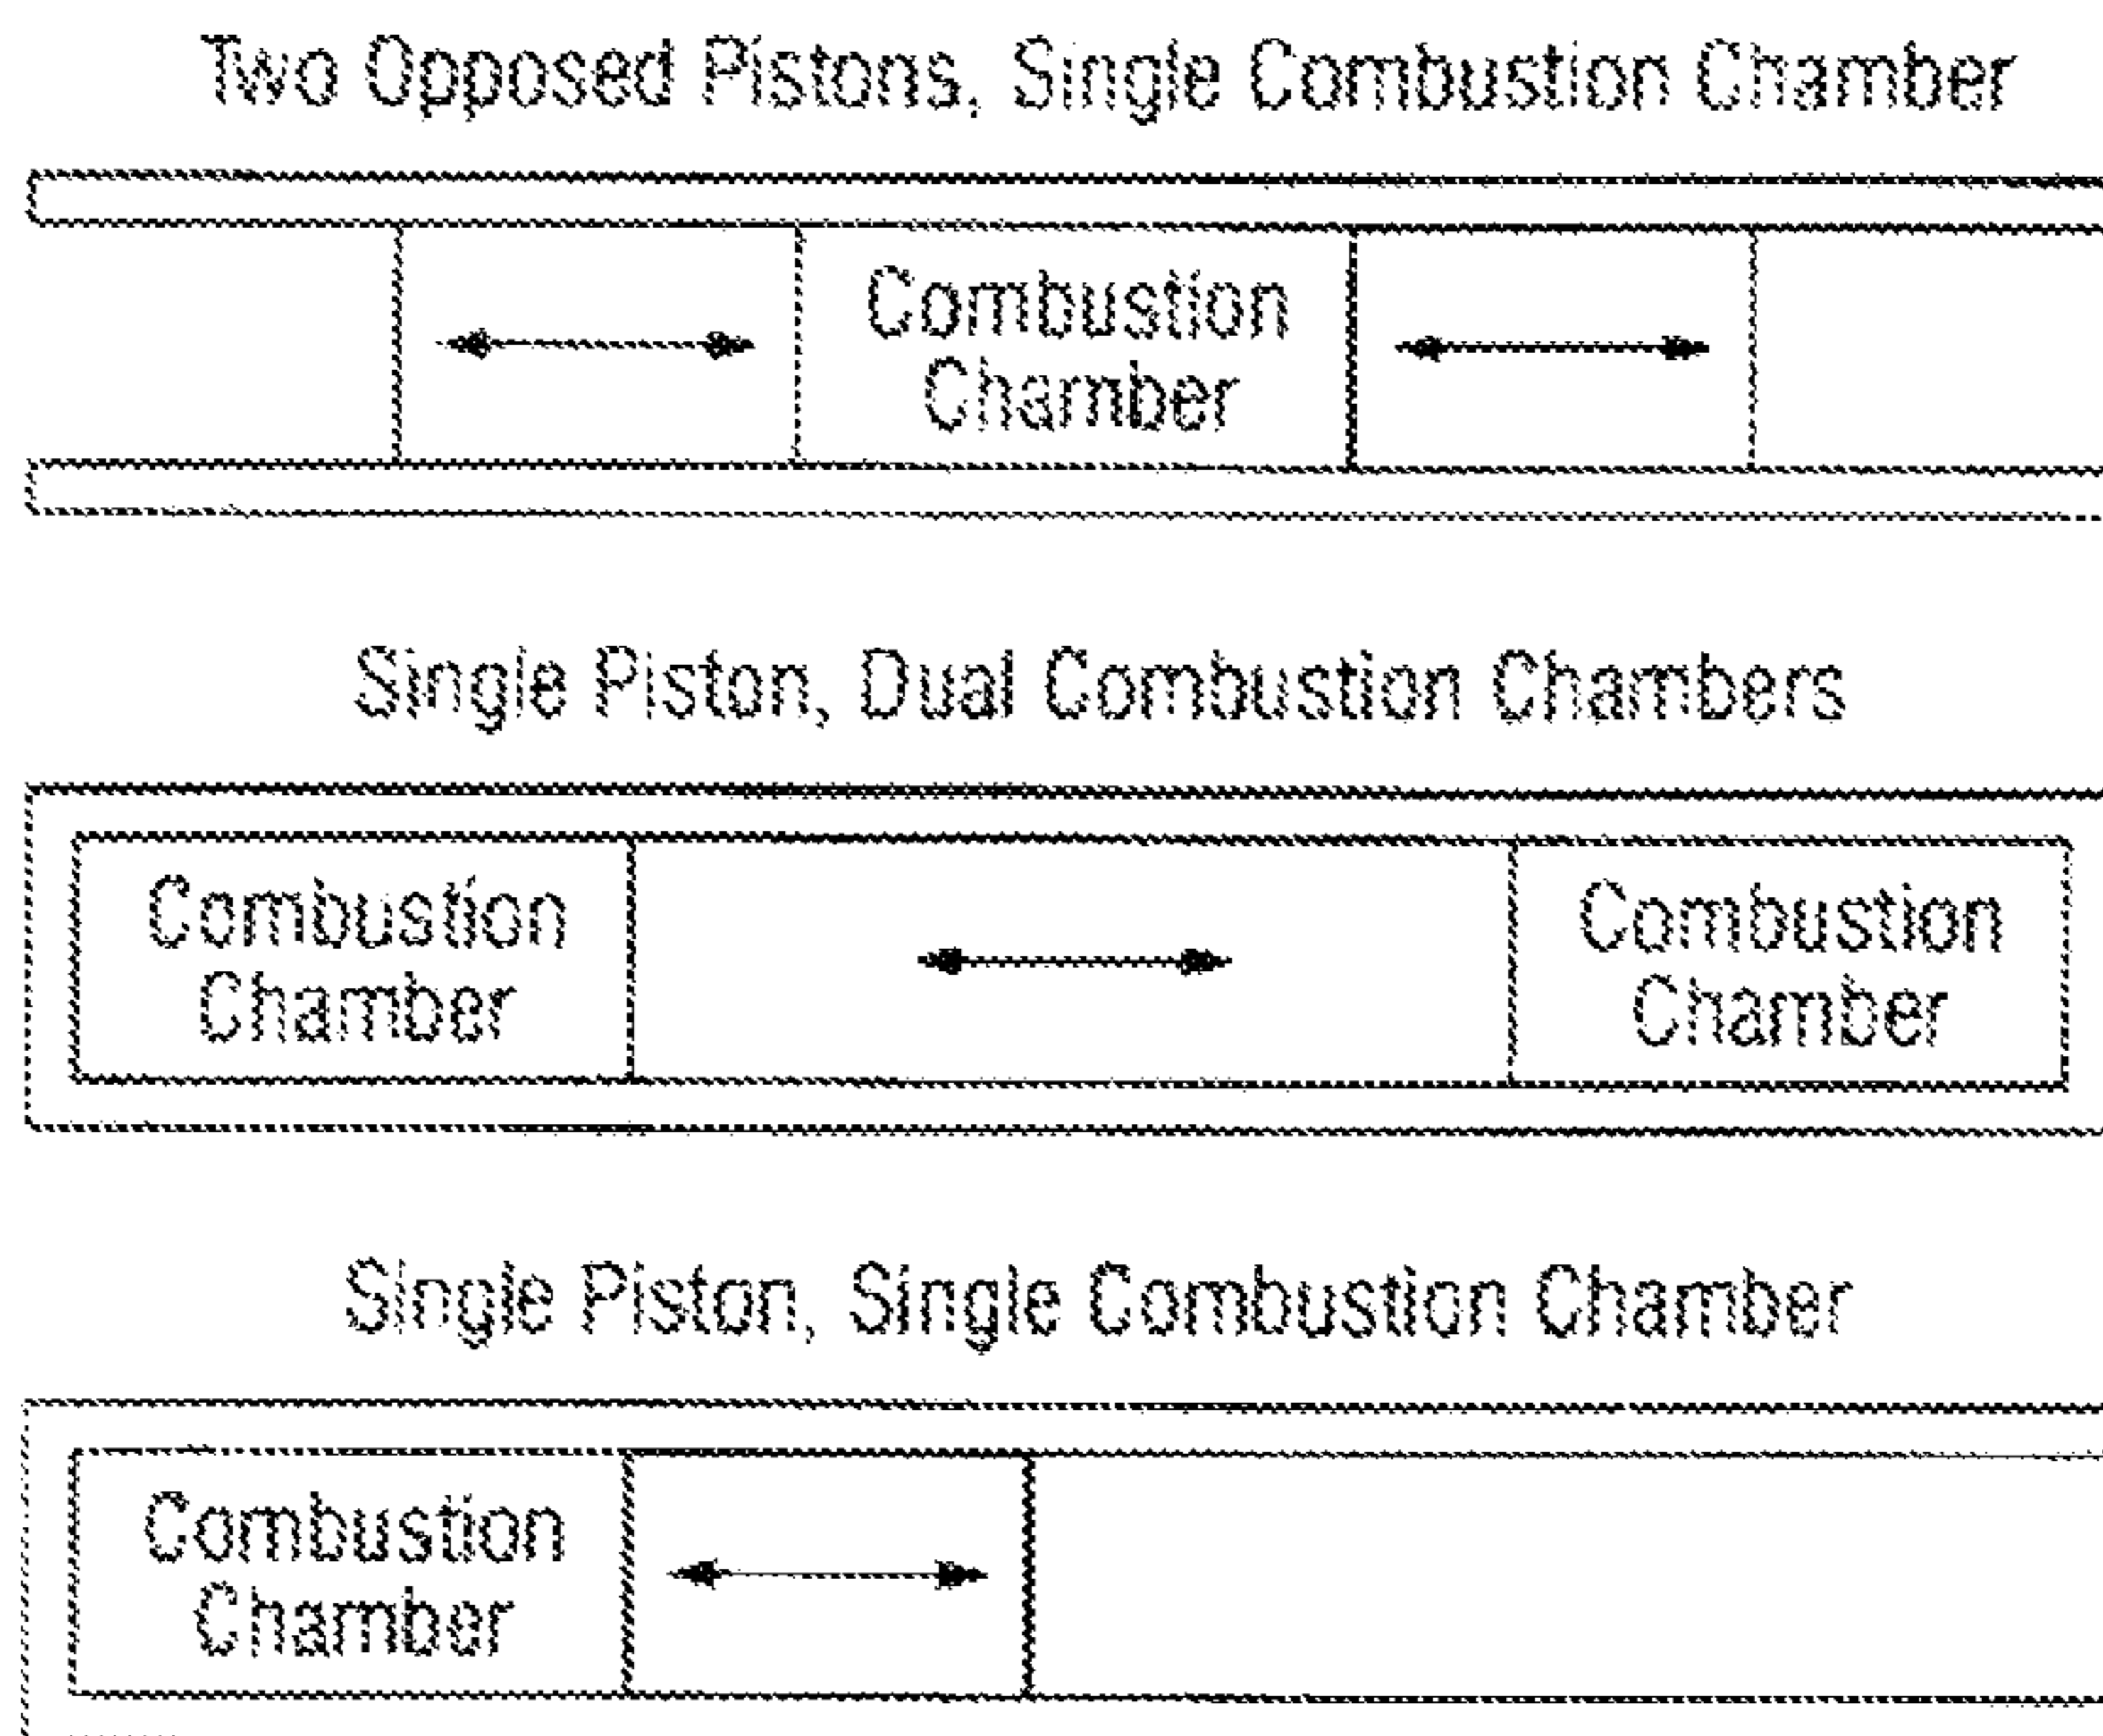 Two Opposed Pistons, Single Combustion Chamber
Combustion
Chamber
Single Piston, Dual Combustion Chambers
Combustion
Chamber
Combustion
Chamber
Single Piston, Single Combustion Chamber
Combustion
Chamber